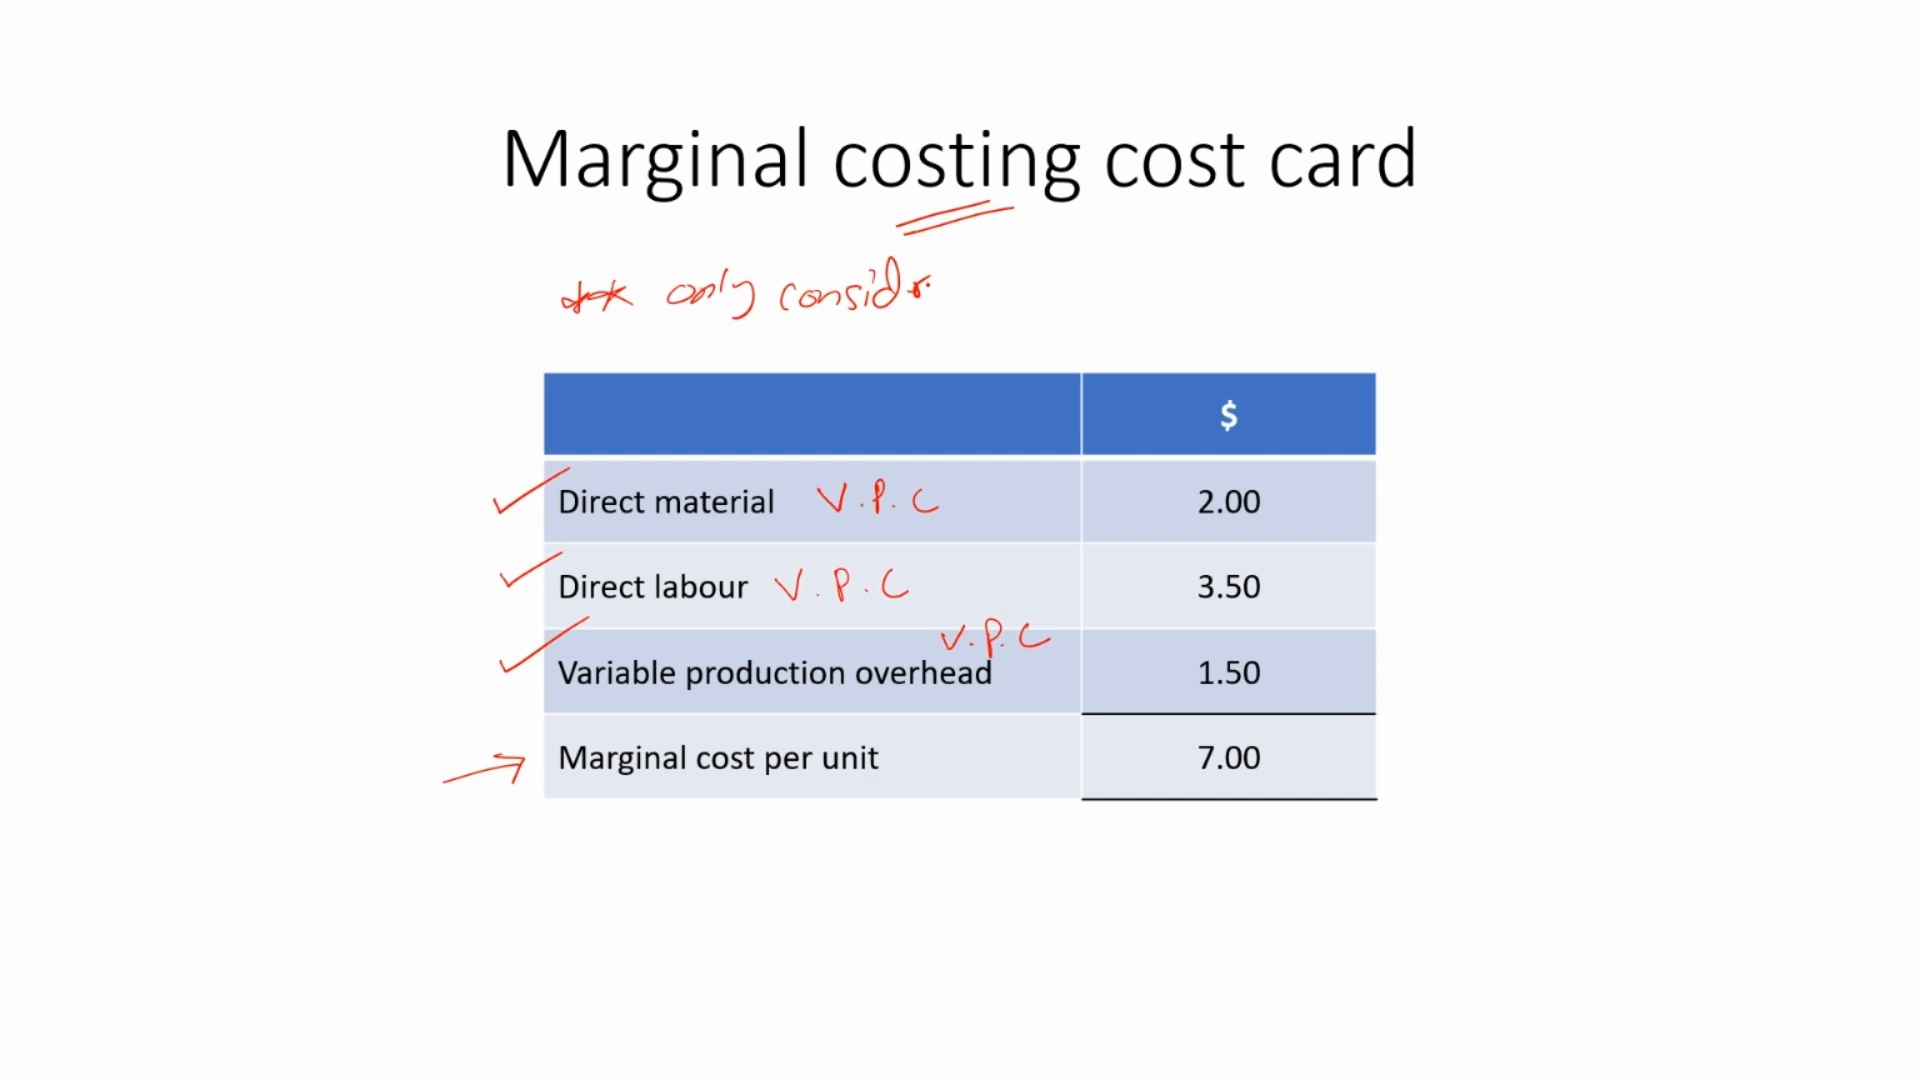 Marginal costing cost card
** only consider
$
Direct material V.P.C 2.00
Direct labour V.P.C 3.50
V.P.C
Variable production overhead 1.50
Marginal cost per unit 7.00